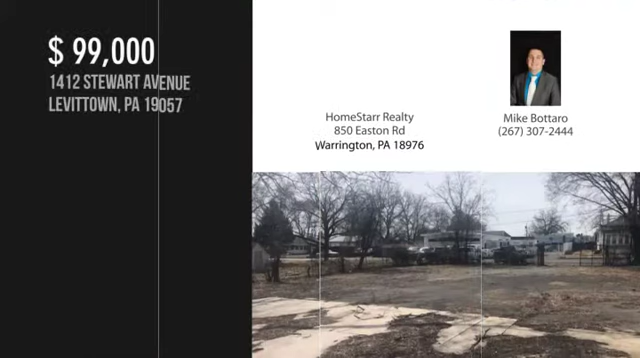 $ 99,000
1412 STEWART AVENUE
LEVITTOWN, PA 19057
HomeStarr Realty
850 Easton Rd
Warrington, PA 18976
Mike Bottaro
(267) 307-2444